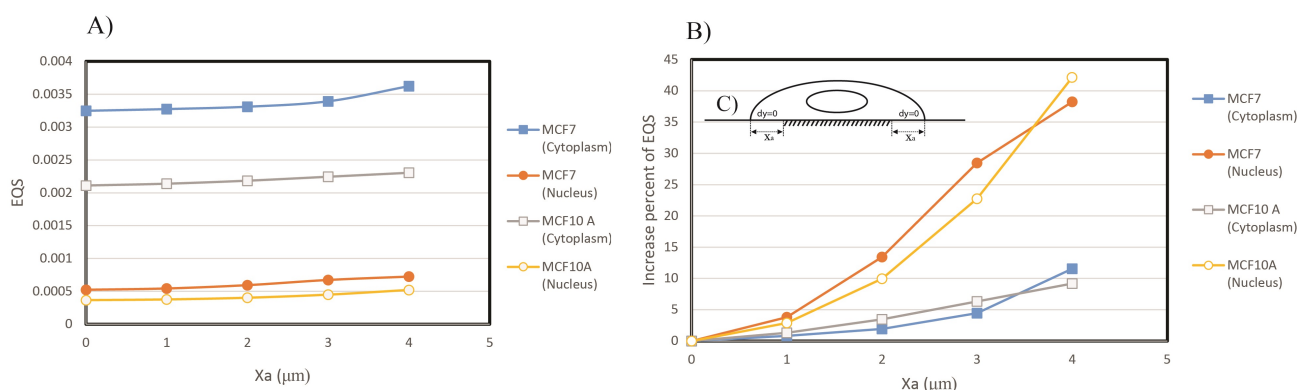 A)
0.004
0.0035
0.003
0.0025
0.002
0.0015
0.001
0.0005
0
EQS
0 1 2 3 4 5
Xa (μm)
MCF7
(Cytoplasm)
MCF7
(Nucleus)
MCF10 A
(Cytoplasm)
MCF10A
(Nucleus)
B)
45
40
35
30
25
20
15
10
5
0
Increase percent of EQS
0 1 2 3 4 5
Xa (μm)
C)
dy=0 dy=0
Xa Xa
MCF7
(Cytoplasm)
MCF7
(Nucleus)
MCF10 A
(Cytoplasm)
MCF10A
(Nucleus)